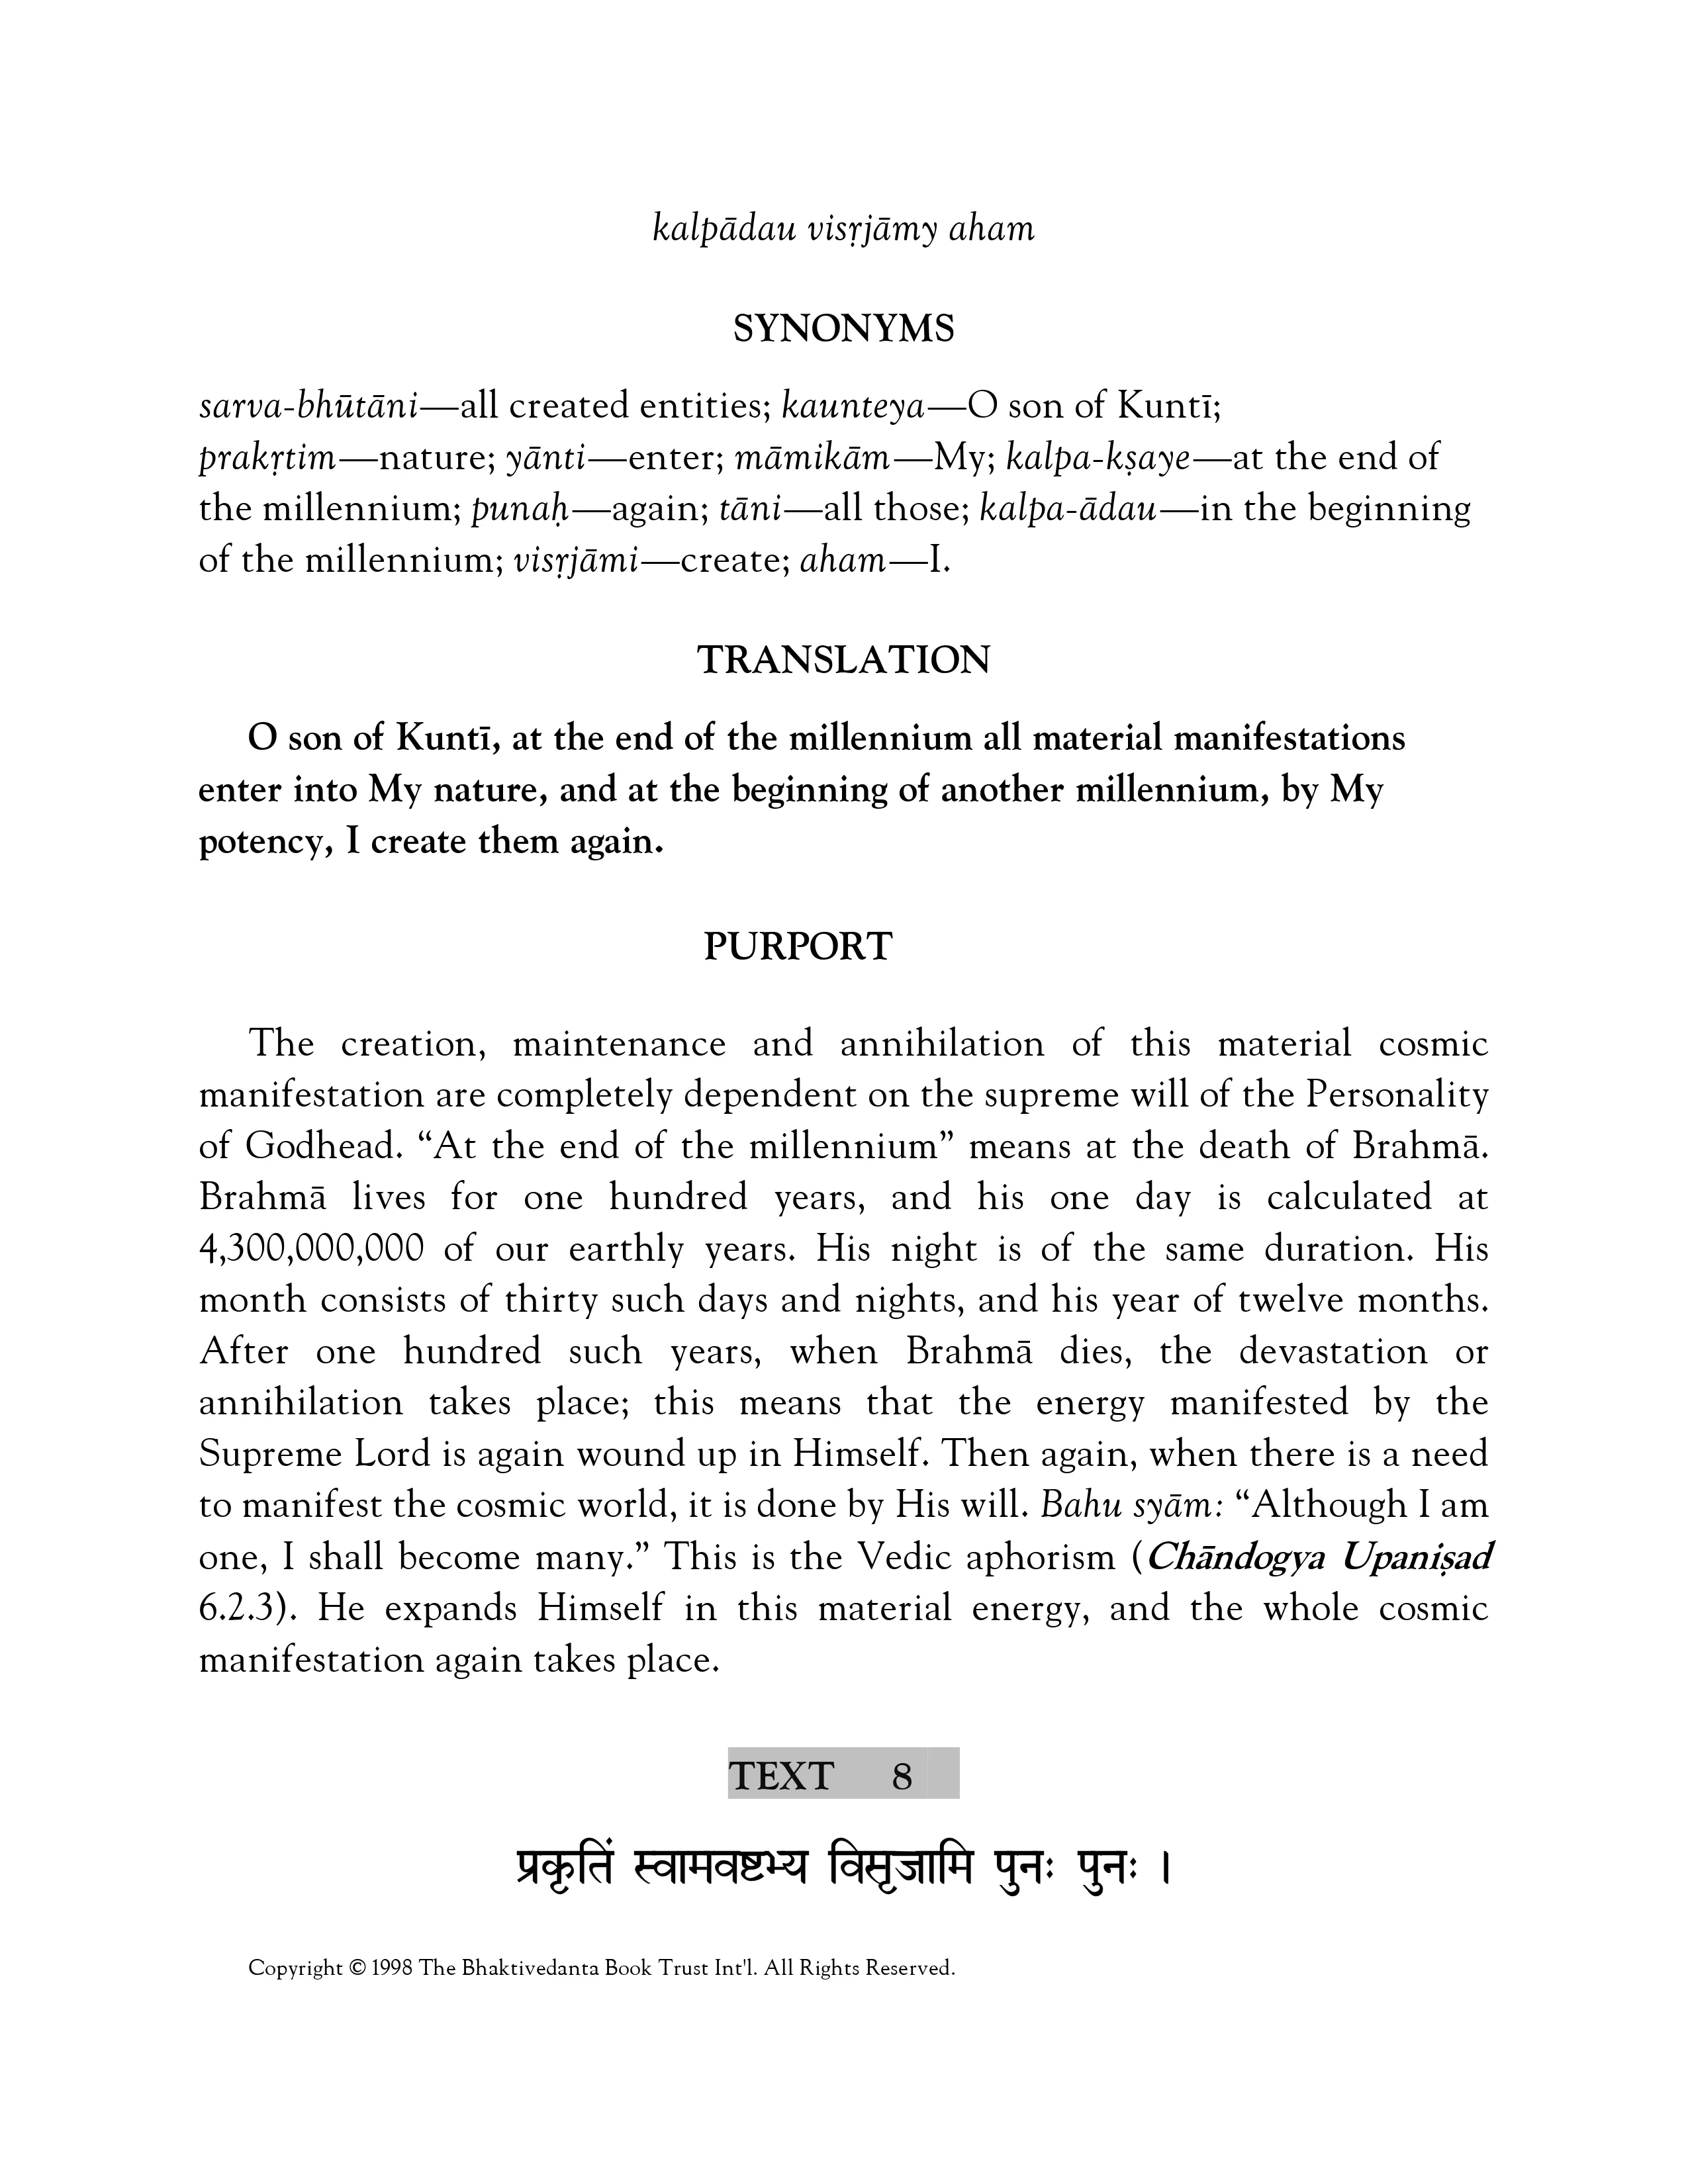 kalpādau visṛjāmy aham
SYNONYMS
sarva-bhūtāni—all created entities; kaunteya—O son of Kuntī;
prakṛtim—nature; yānti—enter; māmikām—My; kalpa-kṣaye—at the end of
the millennium; punaḥ—again; tāni—all those; kalpa-ādau—in the beginning
of the millennium; visṛjāmi—create; aham—I.
TRANSLATION
O son of Kuntī, at the end of the millennium all material manifestations
enter into My nature, and at the beginning of another millennium, by My
potency, I create them again.
PURPORT
The creation, maintenance and annihilation of this material cosmic
manifestation are completely dependent on the supreme will of the Personality
of Godhead. “At the end of the millennium” means at the death of Brahmā.
Brahmā lives for one hundred years, and his one day is calculated at
4,300,000,000 of our earthly years. His night is of the same duration. His
month consists of thirty such days and nights, and his year of twelve months.
After one hundred such years, when Brahmā dies, the devastation or
annihilation takes place; this means that the energy manifested by the
Supreme Lord is again wound up in Himself. Then again, when there is a need
to manifest the cosmic world, it is done by His will. Bahu syām: “Although I am
one, I shall become many.” This is the Vedic aphorism (Chāndogya Upaniṣad
6.2.3). He expands Himself in this material energy, and the whole cosmic
manifestation again takes place.
TEXT 8
प्रकृतिं स्वामवष्टभ्य विसृजामि पुनः पुनः ।
Copyright © 1998 The Bhaktivedanta Book Trust Int'l. All Rights Reserved.